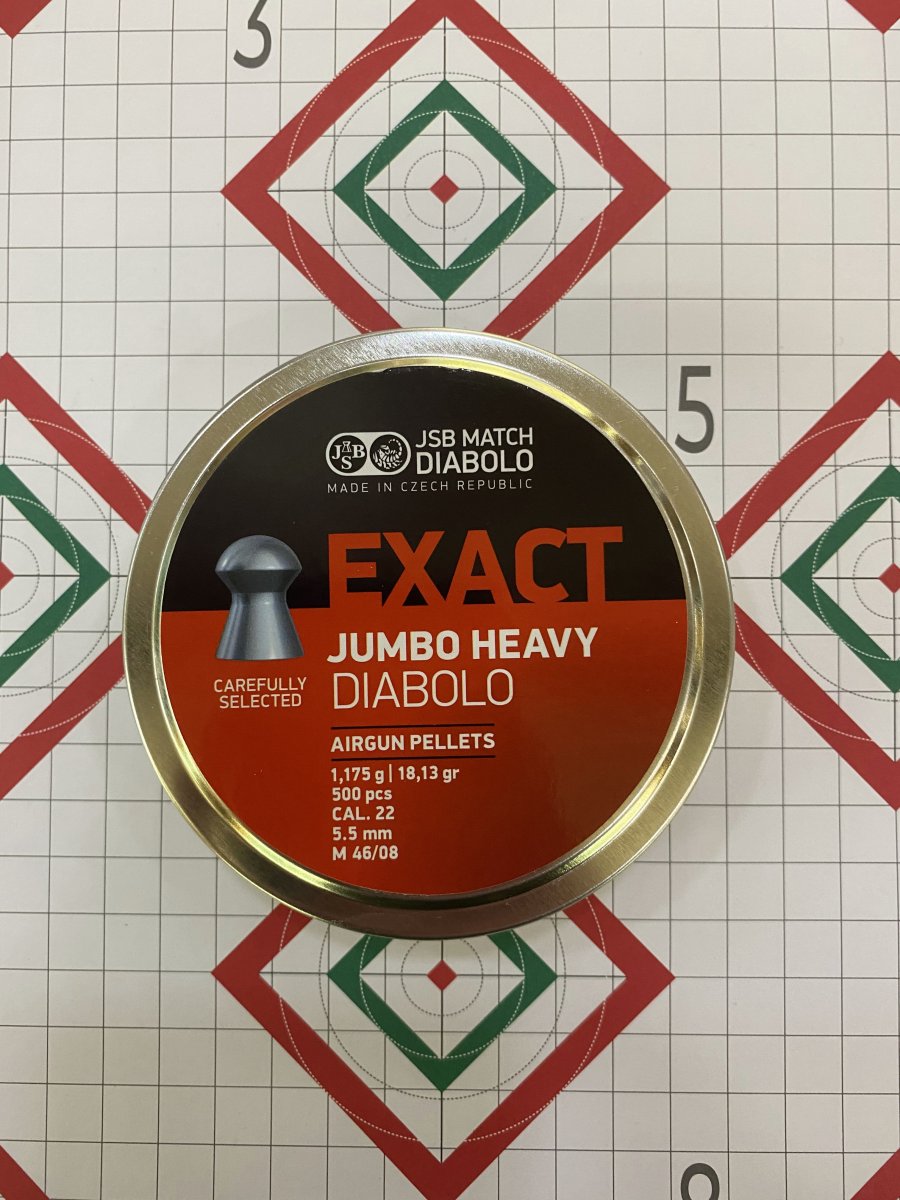 3
5
JSB
JSB MATCH
DIABOLO
MADE IN CZECH REPUBLIC
EXACT
JUMBO HEAVY
DIABOLO
CAREFULLY
SELECTED
AIRGUN PELLETS
1,175 g | 18,13 gr
500 pcs
CAL. 22
5.5 mm
M 46/08